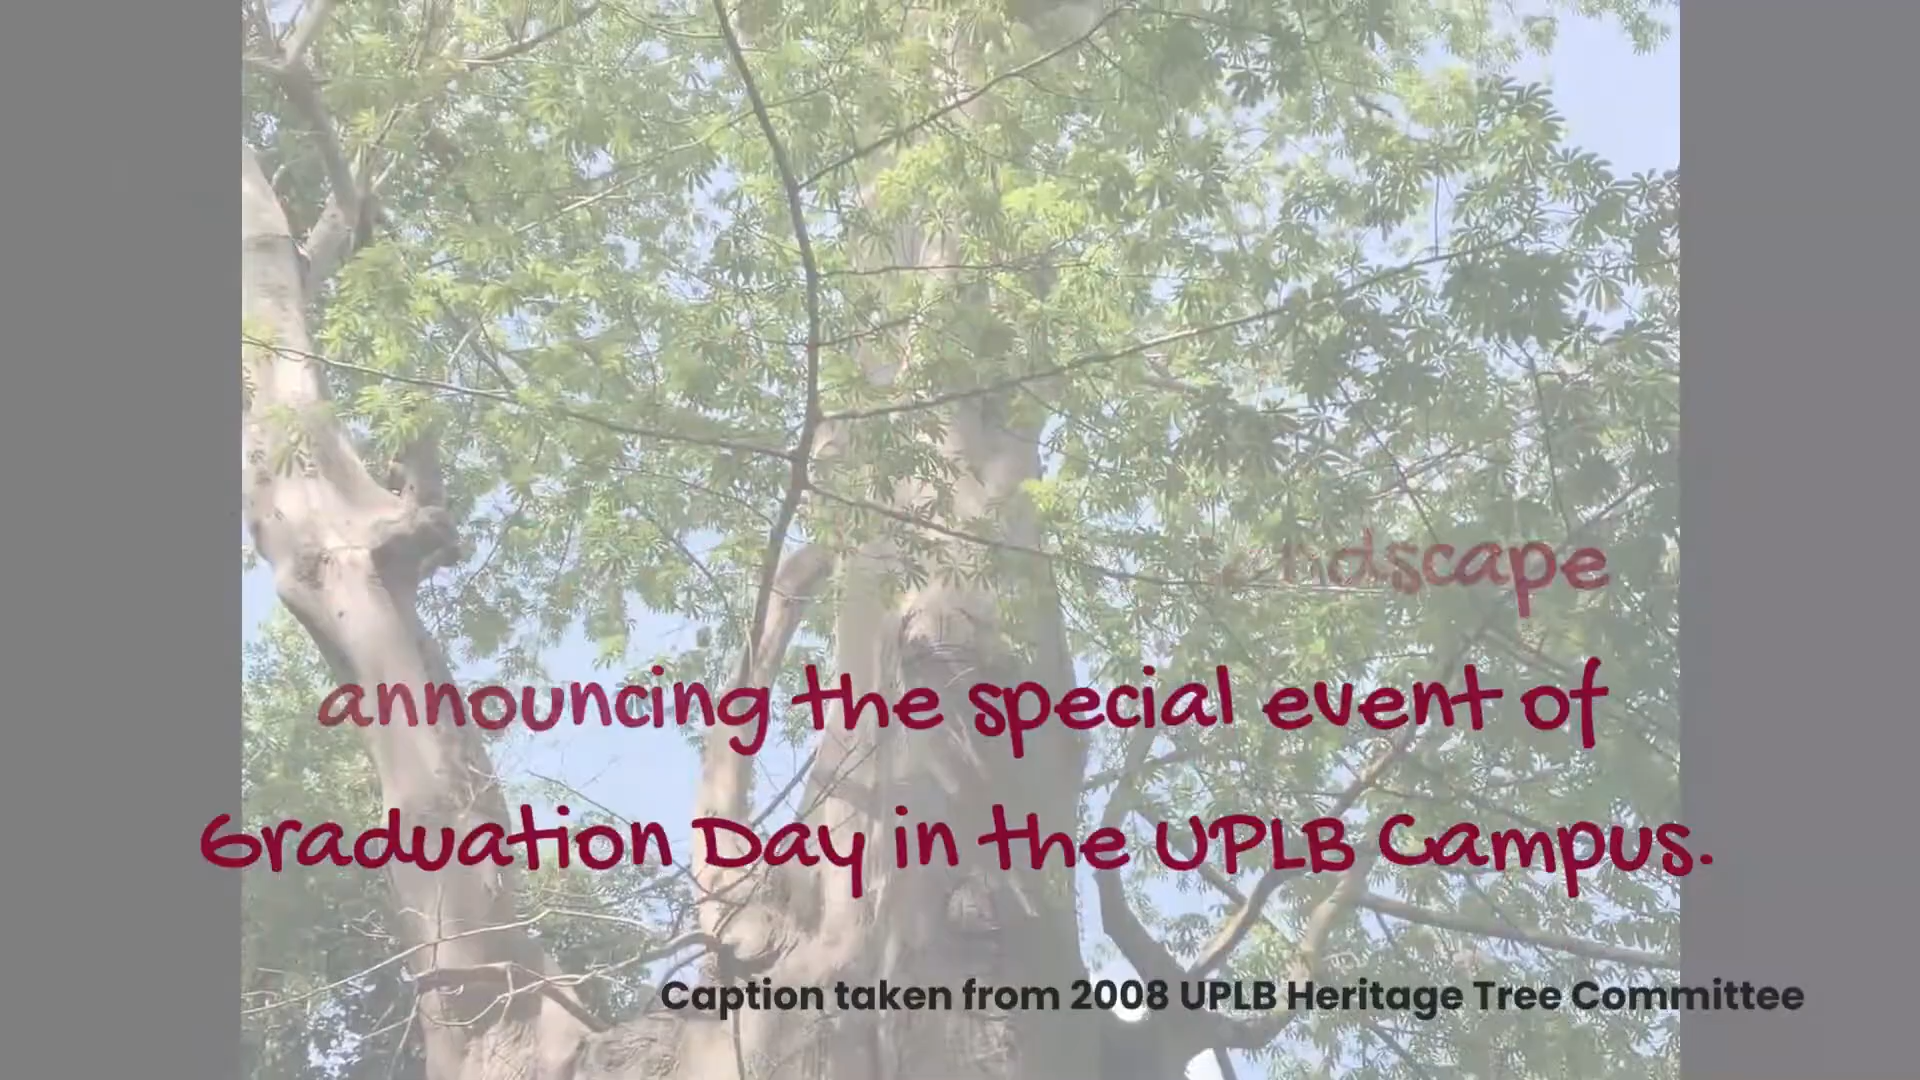 landscape
announcing the special event of
Graduation Day in the UPLB Campus.
Caption taken from 2008 UPLB Heritage Tree Committee